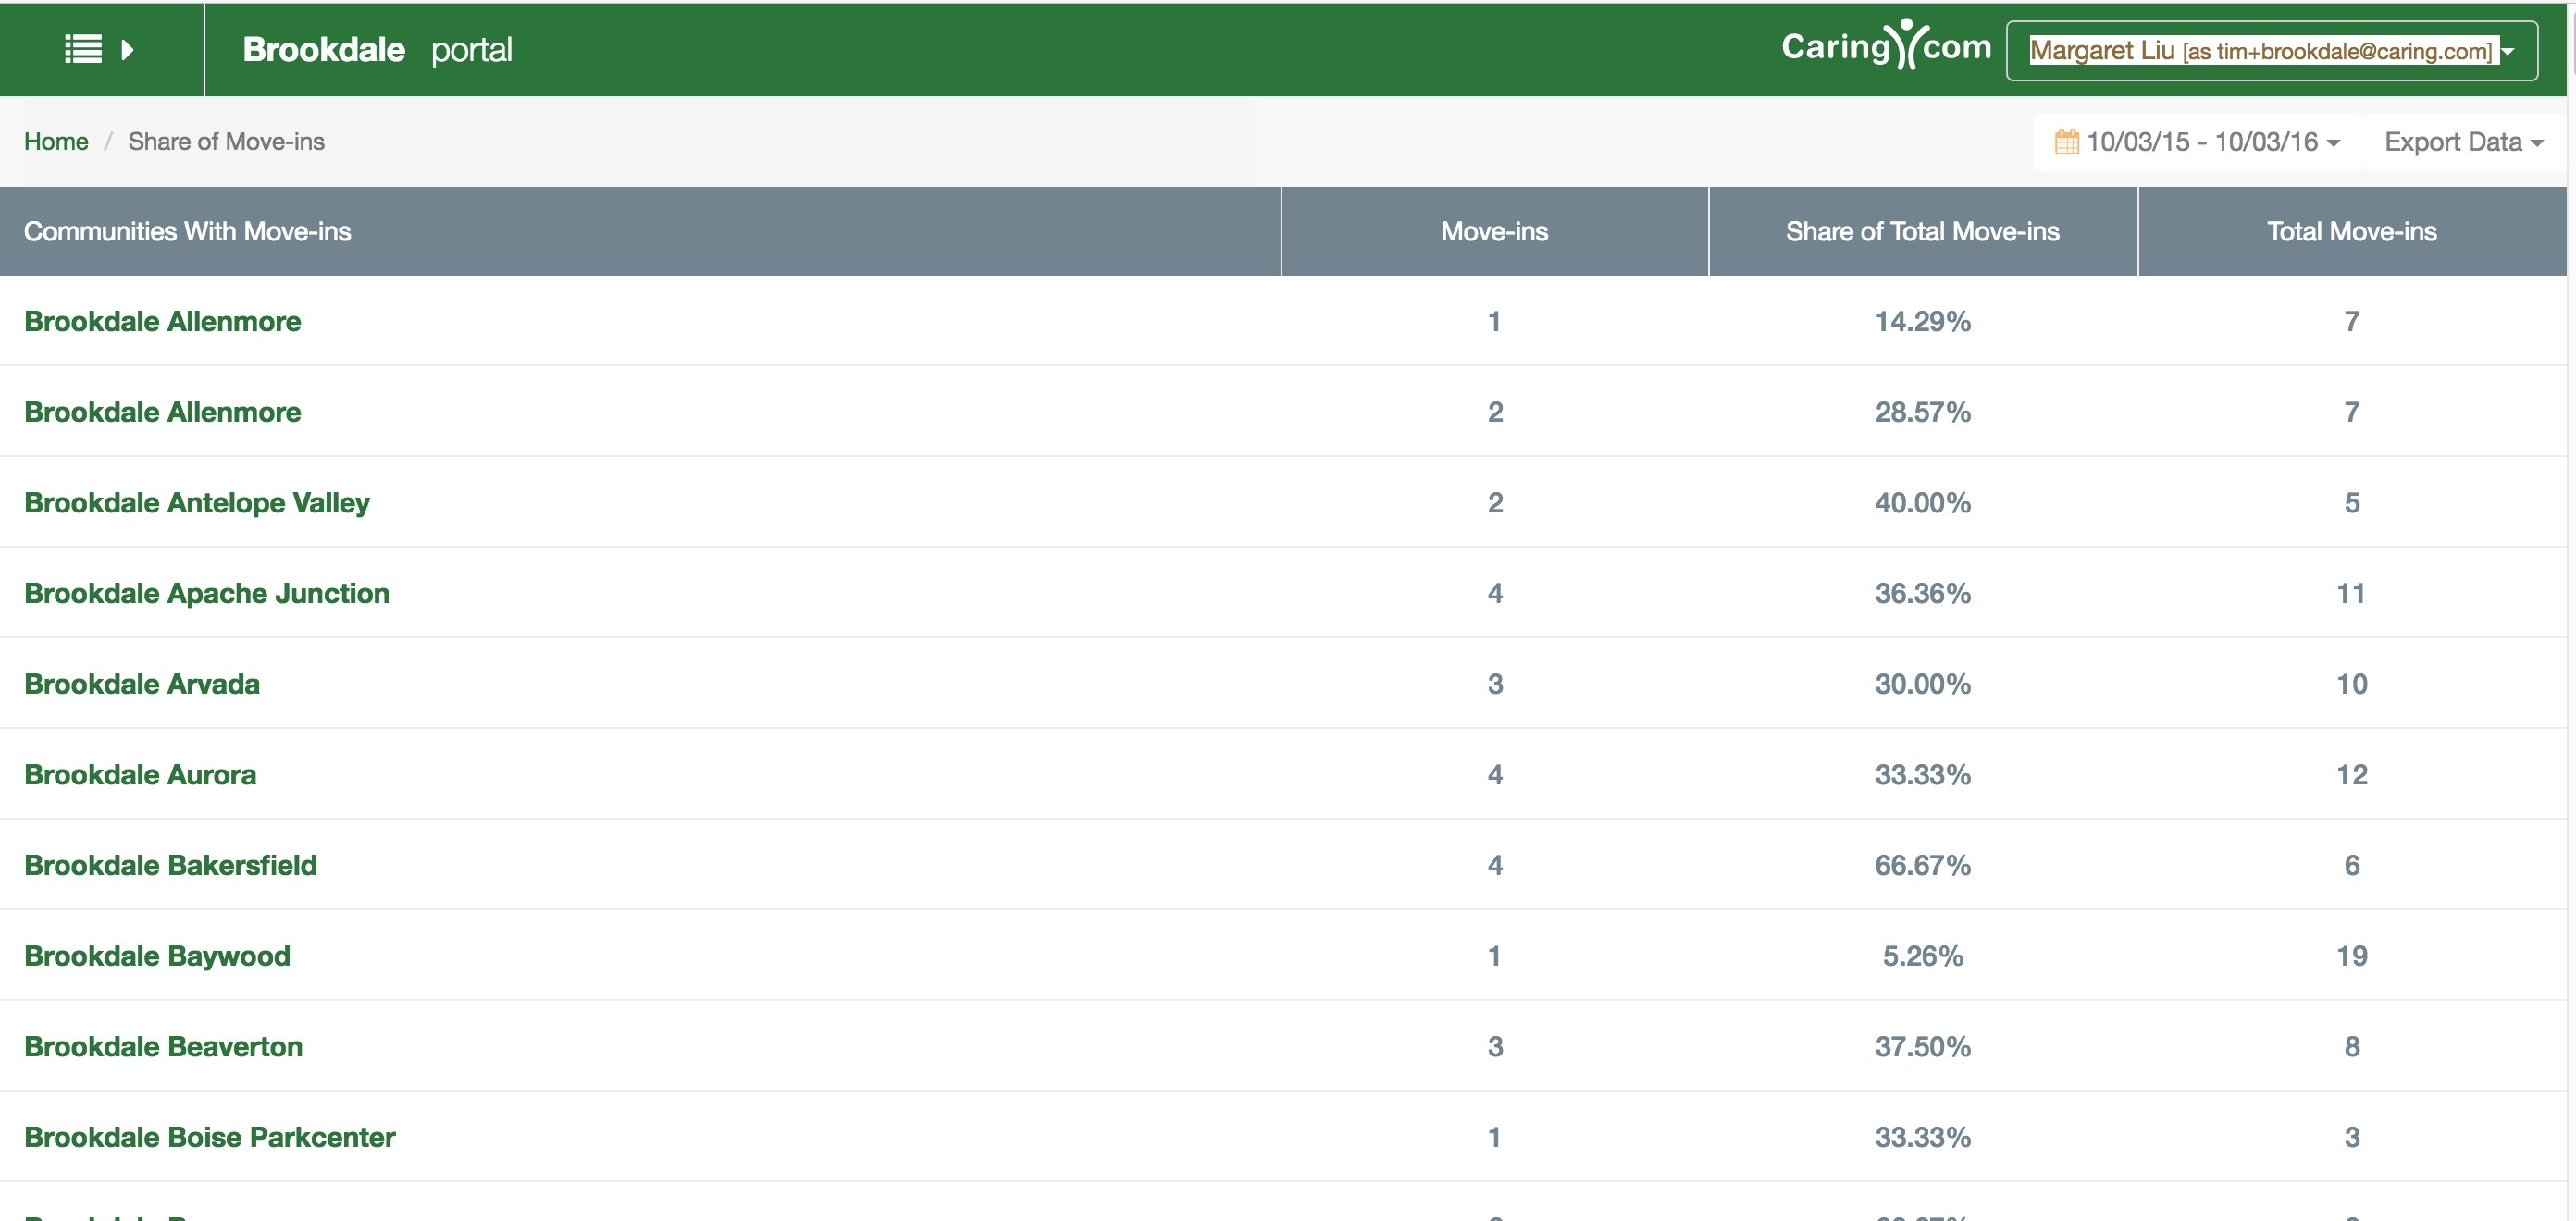 Brookdale portal
Caring.com
Margaret Liu [as tim+brookdale@caring.com]
Home / Share of Move-ins
10/03/15 - 10/03/16
Export Data
Communities With Move-ins Move-ins Share of Total Move-ins Total Move-ins
Brookdale Allenmore 1 14.29% 7
Brookdale Allenmore 2 28.57% 7
Brookdale Antelope Valley 2 40.00% 5
Brookdale Apache Junction 4 36.36% 11
Brookdale Arvada 3 30.00% 10
Brookdale Aurora 4 33.33% 12
Brookdale Bakersfield 4 66.67% 6
Brookdale Baywood 1 5.26% 19
Brookdale Beaverton 3 37.50% 8
Brookdale Boise Parkcenter 1 33.33% 3